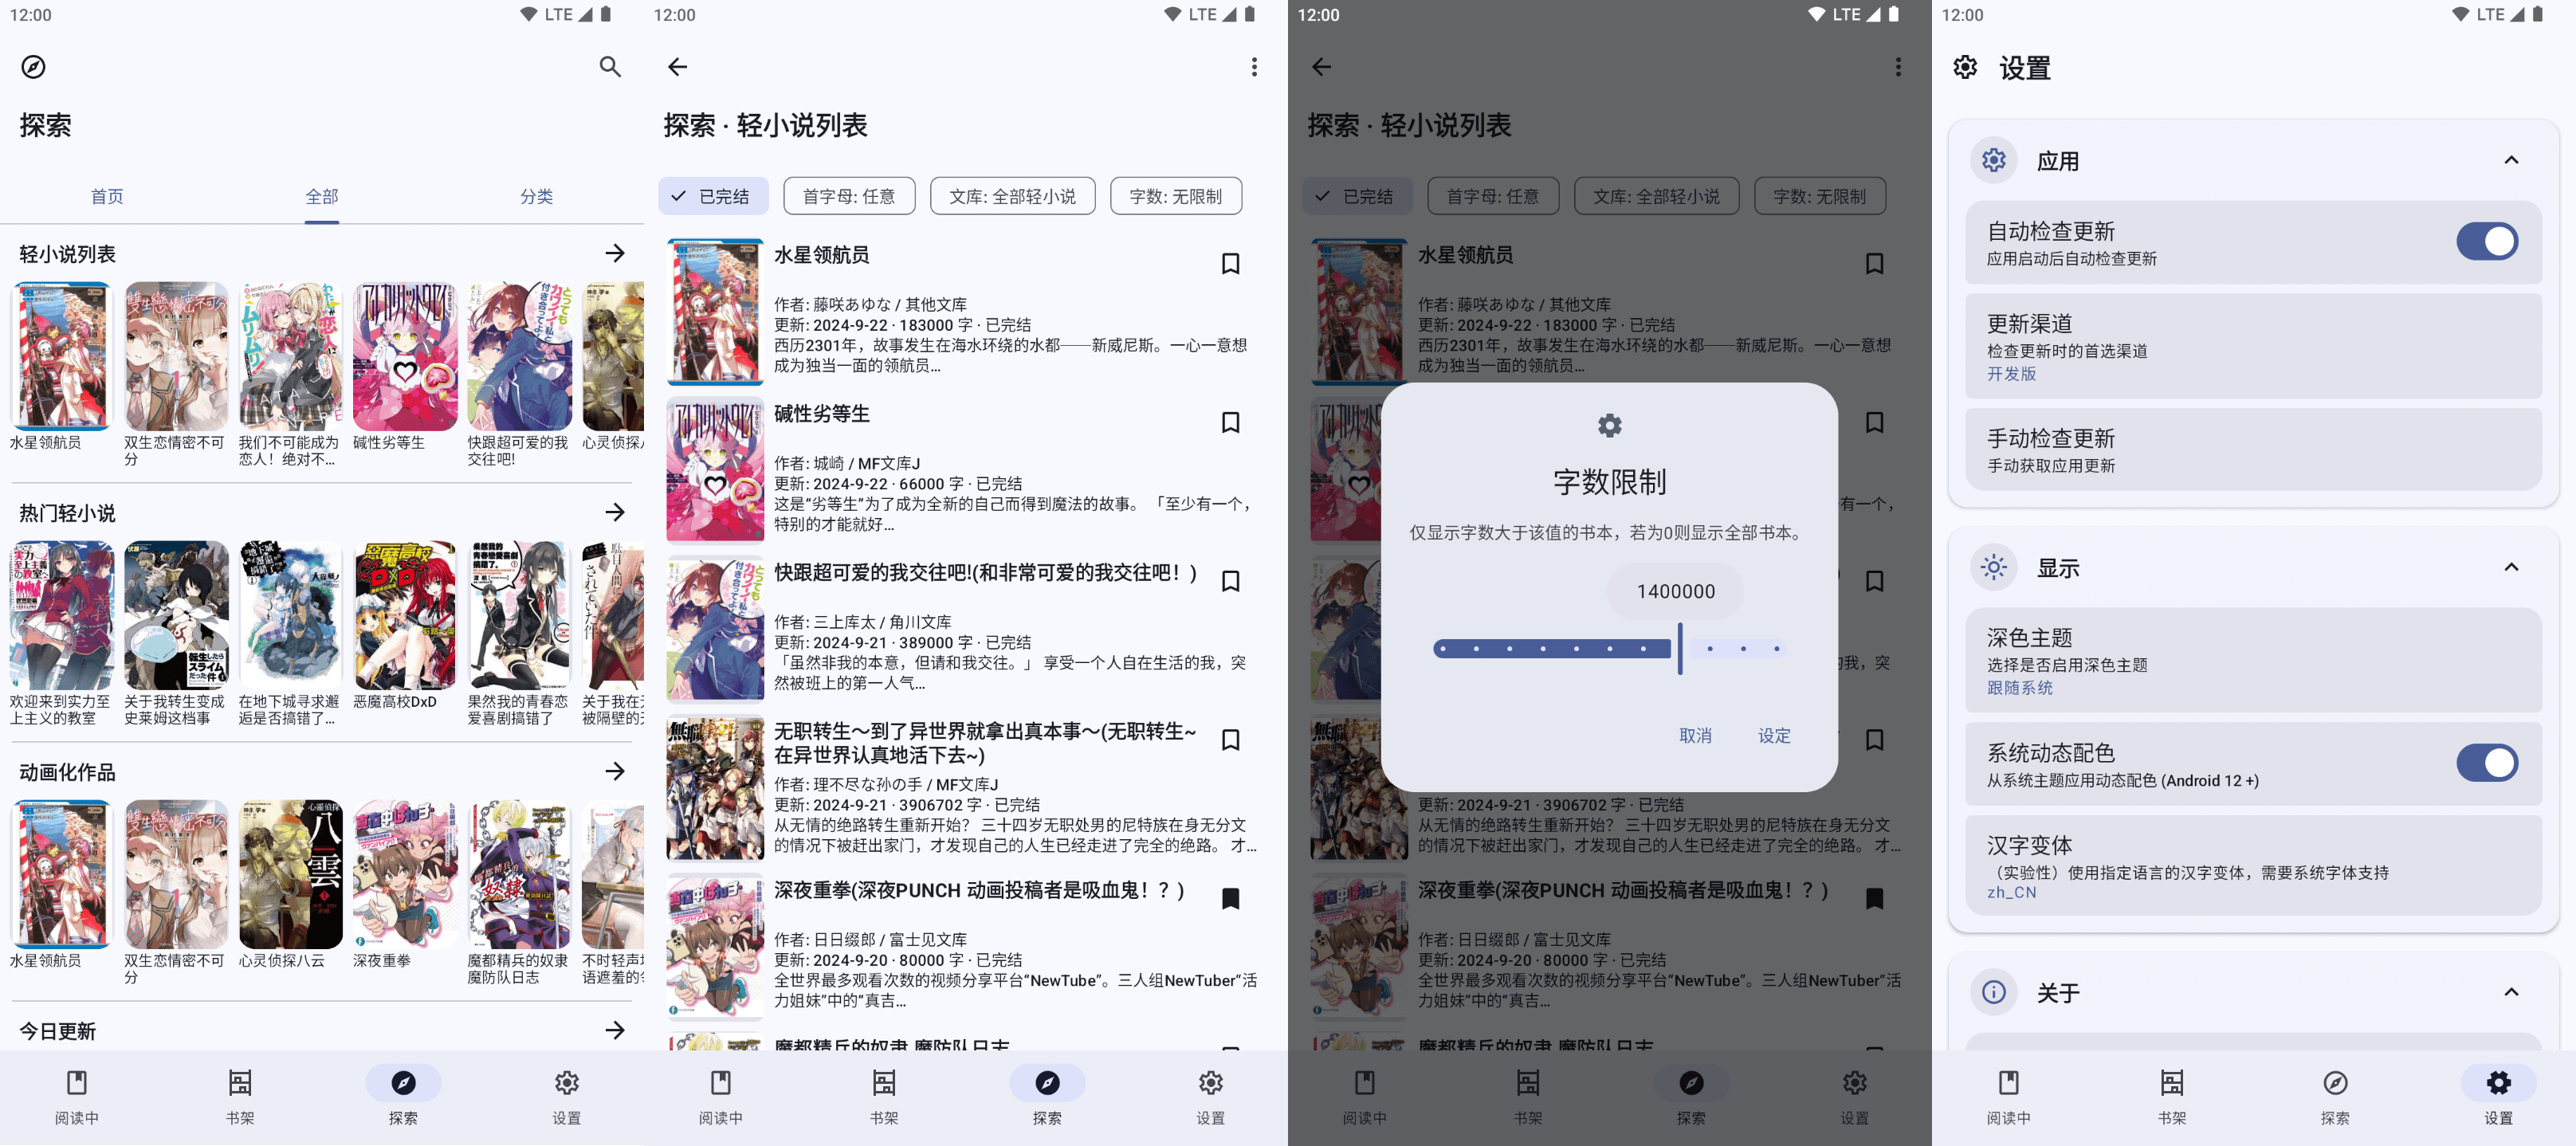 12:00
LTE
探索
首页
全部
分类
轻小说列表
水星领航员
双生恋情密不可
分
我们不可能成为
恋人！绝对不...
碱性劣等生
快跟超可爱的我
交往吧!
心灵侦探八
热门轻小说
欢迎来到实力至
上主义的教室
关于我转生变成
史莱姆这档事
在地下城寻求邂
逅是否搞错了...
恶魔高校DxD
果然我的青春恋
爱喜剧搞错了
关于我在无
被隔壁的天
动画化作品
水星领航员
双生恋情密不可
分
心灵侦探八云
深夜重拳
魔都精兵的奴隶
魔防队日志
不时轻声地
语遮羞的邻
今日更新
阅读中
书架
探索
设置
12:00
LTE
探索 · 轻小说列表
已完结
首字母: 任意
文库: 全部轻小说
字数: 无限制
水星领航员
作者: 藤咲あゆな / 其他文库
更新: 2024-9-22 · 183000 字 · 已完结
西历2301年，故事发生在海水环绕的水都──新威尼斯。一心一意想
成为独当一面的领航员...
碱性劣等生
作者: 城崎 / MF文库J
更新: 2024-9-22 · 66000 字 · 已完结
这是“劣等生”为了成为全新的自己而得到魔法的故事。 「至少有一个，
特别的才能就好...
快跟超可爱的我交往吧!(和非常可爱的我交往吧！)
作者: 三上库太 / 角川文库
更新: 2024-9-21 · 389000 字 · 已完结
「虽然非我的本意，但请和我交往。」 享受一个人自在生活的我，突
然被班上的第一人气...
无职转生～到了异世界就拿出真本事～(无职转生~
在异世界认真地活下去~)
作者: 理不尽な孙の手 / MF文库J
更新: 2024-9-21 · 3906702 字 · 已完结
从无情的绝路转生重新开始？ 三十四岁无职处男的尼特族在身无分文
的情况下被赶出家门，才发现自己的人生已经走进了完全的绝路。 才...
深夜重拳(深夜PUNCH 动画投稿者是吸血鬼！？)
作者: 日日缀郎 / 富士见文库
更新: 2024-9-20 · 80000 字 · 已完结
全世界最多观看次数的视频分享平台“NewTube”。三人组NewTuber“活
力姐妹”中的“真吉...
魔都精兵的奴隶 魔防队日志
阅读中
书架
探索
设置
12:00
LTE
探索 · 轻小说列表
已完结
首字母: 任意
文库: 全部轻小说
字数: 无限制
水星领航员
作者: 藤咲あゆな / 其他文库
更新: 2024-9-22 · 183000 字 · 已完结
西历2301年，故事发生在海水环绕的水都──新威尼斯。一心一意想
成为独当一面的领航员...
有一个，
字数限制
仅显示字数大于该值的书本，若为0则显示全部书本。
1400000
的我，突
取消
设定
更新: 2024-9-21 · 3906702 字 · 已完结
从无情的绝路转生重新开始？ 三十四岁无职处男的尼特族在身无分文
的情况下被赶出家门，才发现自己的人生已经走进了完全的绝路。 才...
深夜重拳(深夜PUNCH 动画投稿者是吸血鬼！？)
作者: 日日缀郎 / 富士见文库
更新: 2024-9-20 · 80000 字 · 已完结
全世界最多观看次数的视频分享平台“NewTube”。三人组NewTuber“活
力姐妹”中的“真吉...
魔都精兵的奴隶 魔防队日志
阅读中
书架
探索
设置
12:00
LTE
设置
应用
自动检查更新
应用启动后自动检查更新
更新渠道
检查更新时的首选渠道
开发版
手动检查更新
手动获取应用更新
显示
深色主题
选择是否启用深色主题
跟随系统
系统动态配色
从系统主题应用动态配色 (Android 12 +)
汉字变体
（实验性）使用指定语言的汉字变体，需要系统字体支持
zh_CN
关于
阅读中
书架
探索
设置